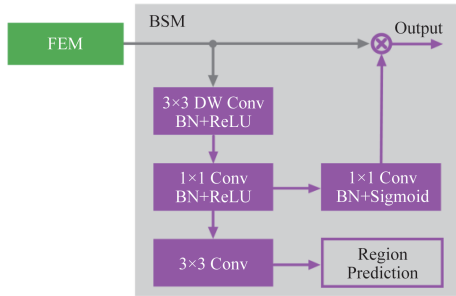 BSM
Output
FEM
3×3 DW Conv
BN+ReLU
1×1 Conv
BN+ReLU
1×1 Conv
BN+Sigmoid
3×3 Conv
Region
Prediction